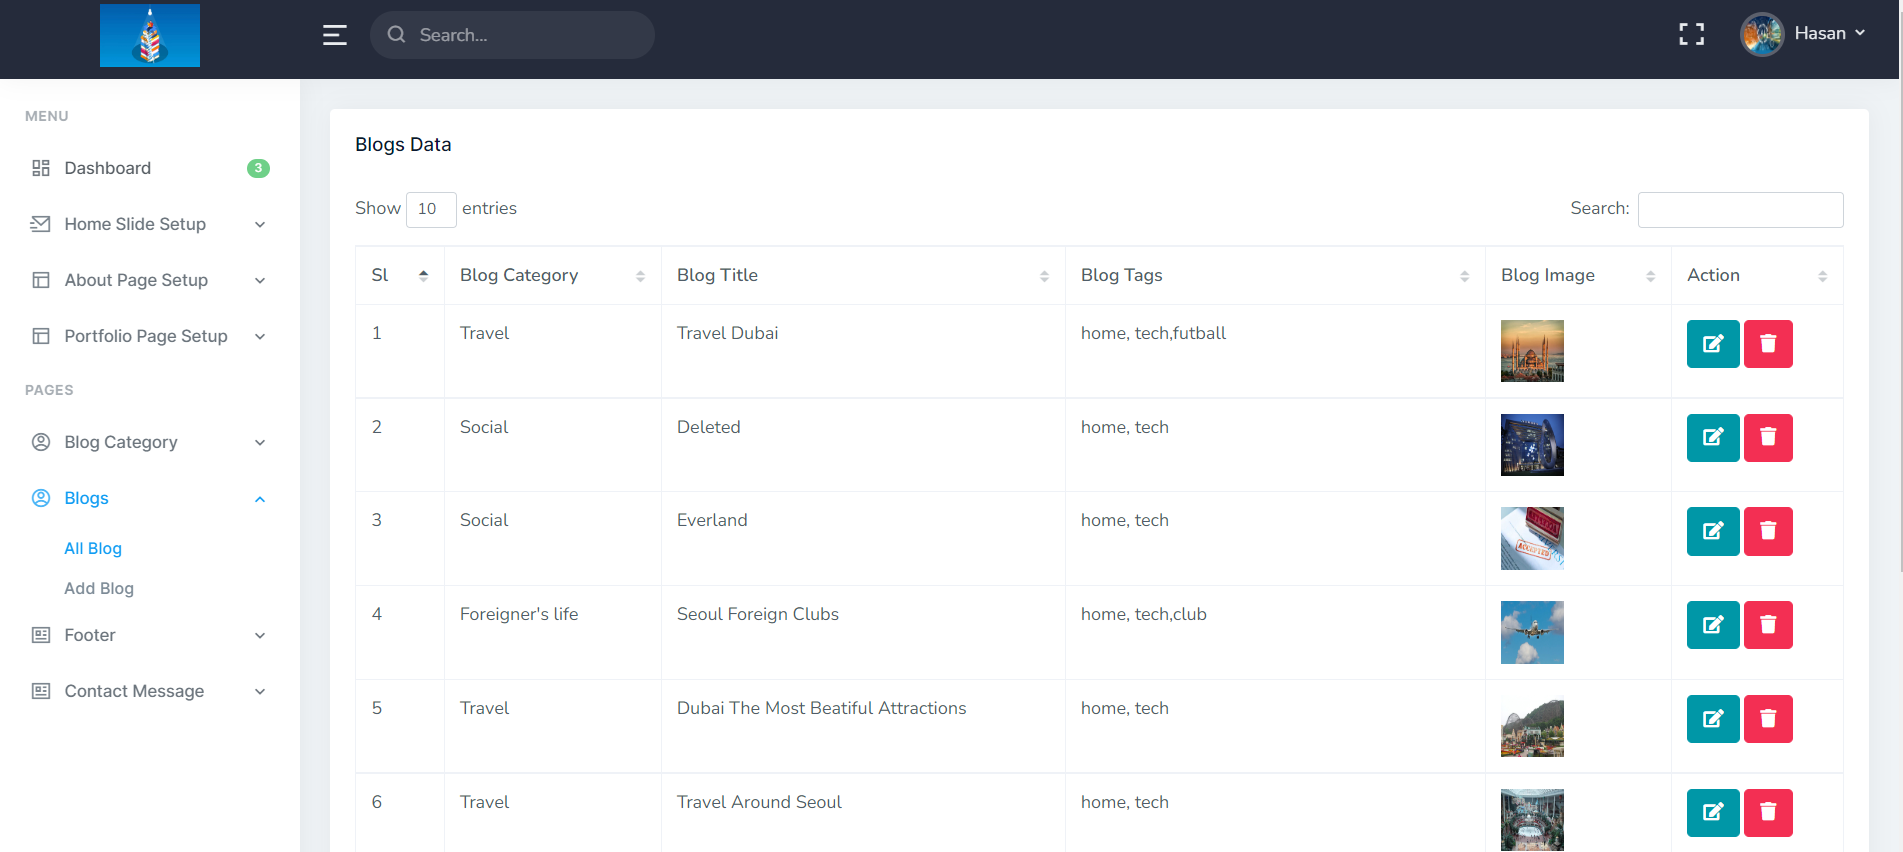 Search...
Hasan
MENU
Dashboard 3
Home Slide Setup
About Page Setup
Portfolio Page Setup
PAGES
Blog Category
Blogs
All Blog
Add Blog
Footer
Contact Message
Blogs Data
Show 10 entries
Search:
Sl Blog Category Blog Title Blog Tags Blog Image Action
1 Travel Travel Dubai home, tech,futball
2 Social Deleted home, tech
3 Social Everland home, tech
ACCEPTED
4 Foreigner's life Seoul Foreign Clubs home, tech,club
5 Travel Dubai The Most Beatiful Attractions home, tech
6 Travel Travel Around Seoul home, tech